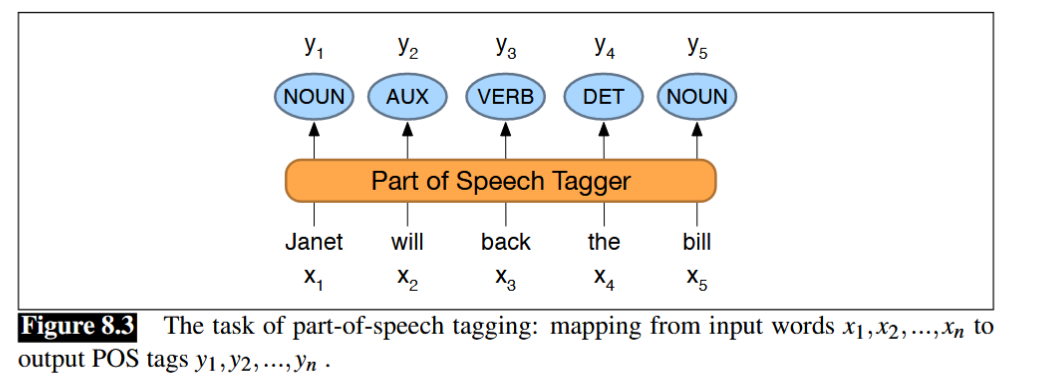 y₁ y₂ y₃ y₄ y₅
NOUN AUX VERB DET NOUN
Part of Speech Tagger
Janet will back the bill
x₁ x₂ x₃ x₄ x₅
Figure 8.3 The task of part-of-speech tagging: mapping from input words x₁,x₂,...,xₙ to
output POS tags y₁,y₂,...,yₙ .